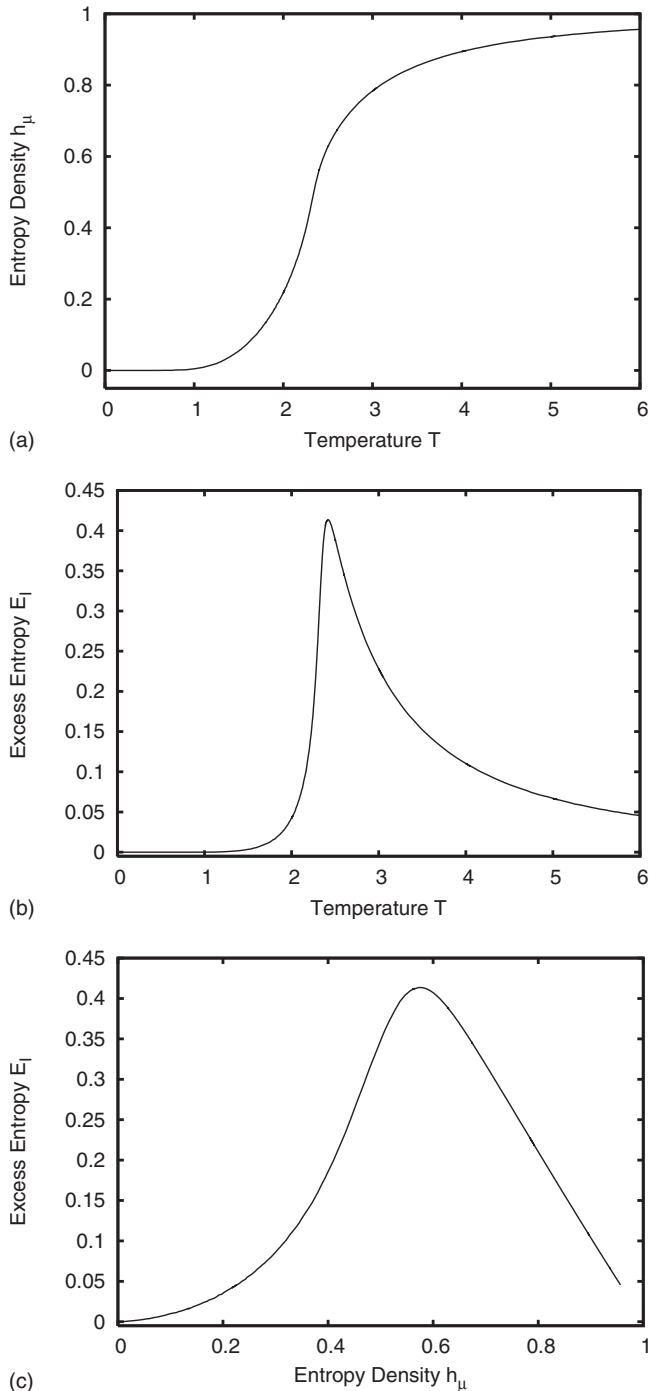 1
0.8
0.6
0.4
0.2
0
Entropy Density hμ
0 1 2 3 4 5 6
Temperature T
(a)
0.45
0.4
0.35
0.3
0.25
0.2
0.15
0.1
0.05
0
Excess Entropy EI
0 1 2 3 4 5 6
Temperature T
(b)
0.45
0.4
0.35
0.3
0.25
0.2
0.15
0.1
0.05
0
Excess Entropy EI
0 0.2 0.4 0.6 0.8 1
Entropy Density hμ
(c)